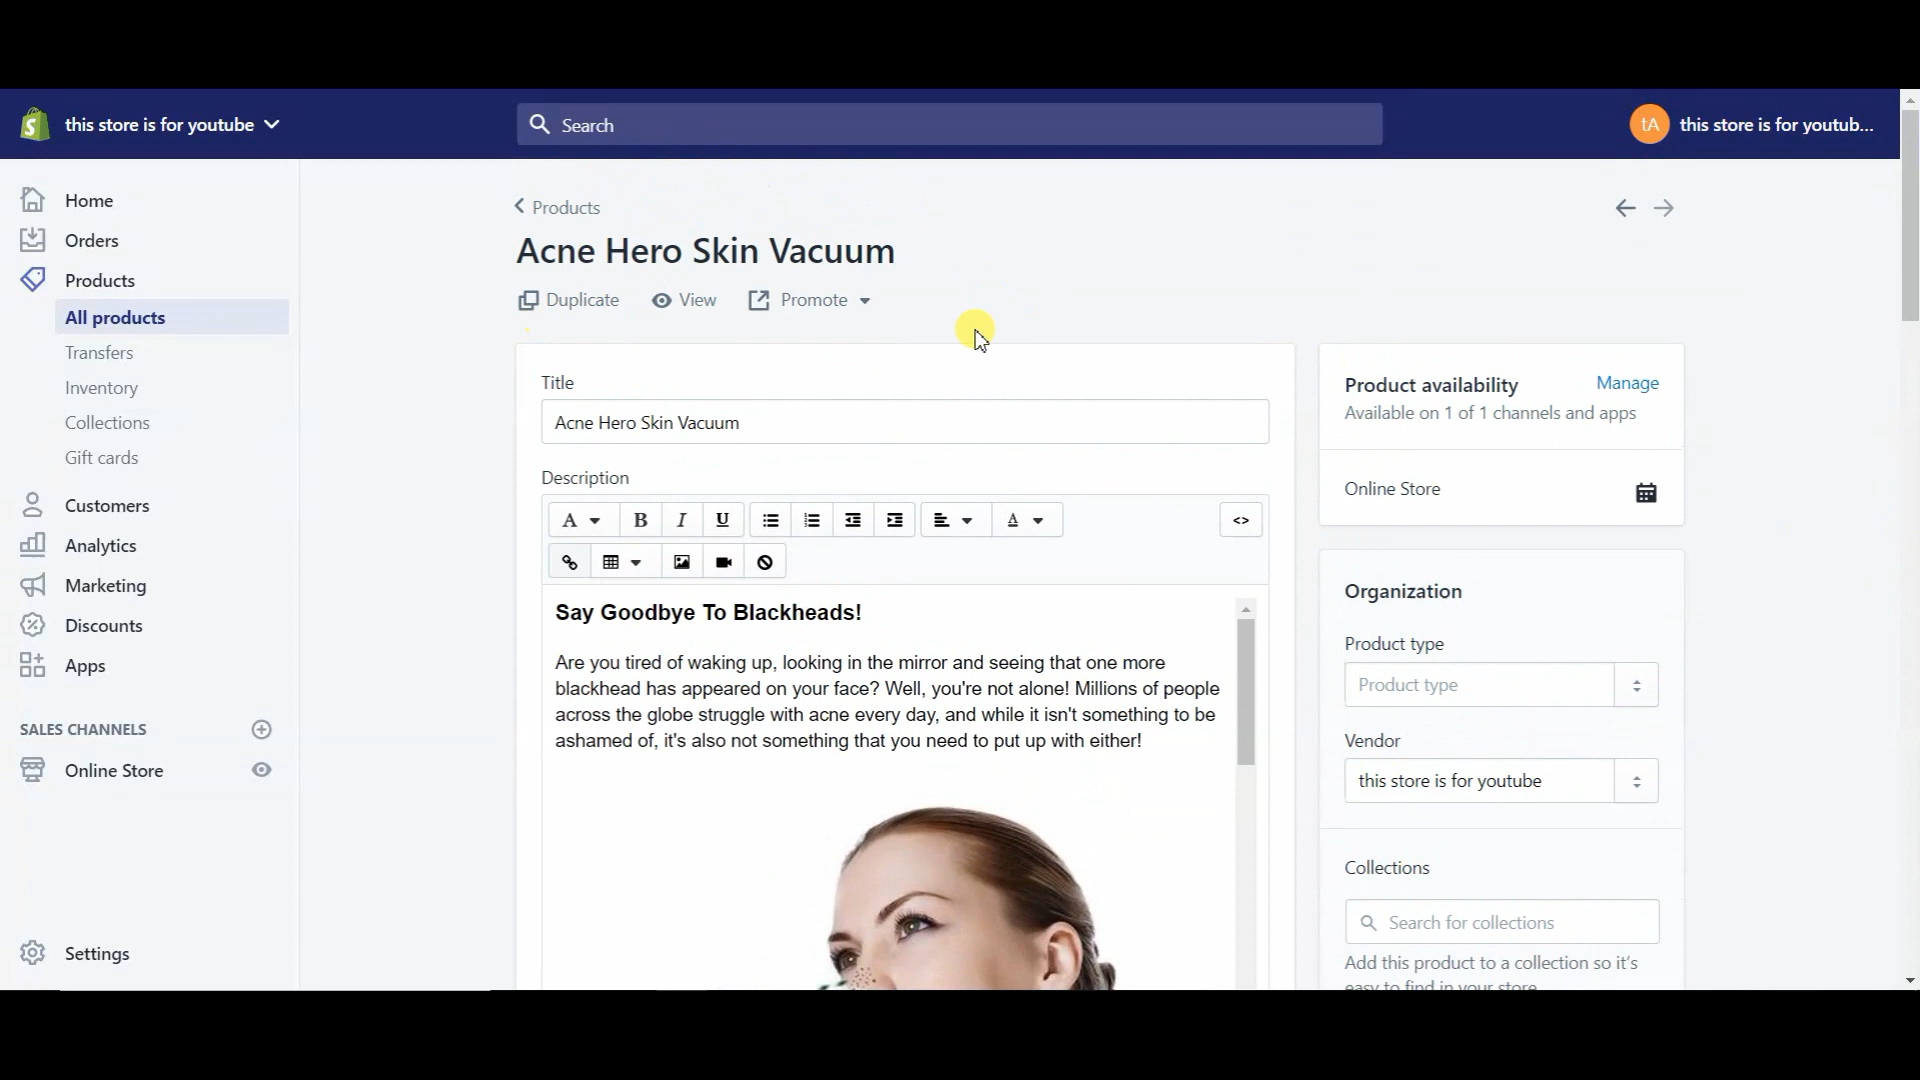 this store is for youtube
Search
tA
this store is for youtub...
Home
Orders
Products
All products
Transfers
Inventory
Collections
Gift cards
Customers
Analytics
Marketing
Discounts
Apps
SALES CHANNELS
Online Store
Settings
Products
Acne Hero Skin Vacuum
Duplicate
View
Promote
Title
Acne Hero Skin Vacuum
Description
A
B
I
U
A
<>
Say Goodbye To Blackheads!
Are you tired of waking up, looking in the mirror and seeing that one more
blackhead has appeared on your face? Well, you're not alone! Millions of people
across the globe struggle with acne every day, and while it isn't something to be
ashamed of, it's also not something that you need to put up with either!
Product availability
Manage
Available on 1 of 1 channels and apps
Online Store
Organization
Product type
Product type
Vendor
this store is for youtube
Collections
Search for collections
Add this product to a collection so it's
easy to find in your store.